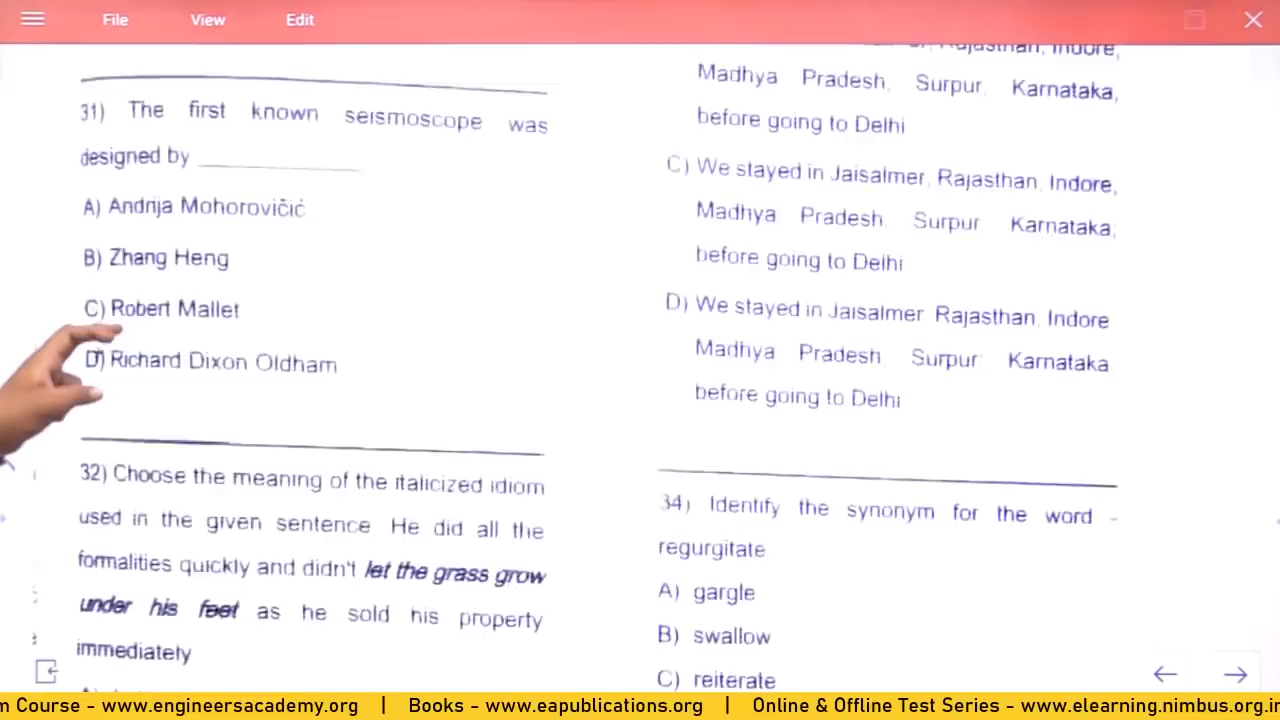 File View Edit
31) The first known seismoscope was
designed by ____________
A) Andrija Mohorovičić
B) Zhang Heng
C) Robert Mallet
D) Richard Dixon Oldham
32) Choose the meaning of the italicized idiom
used in the given sentence He did all the
formalities quickly and didn't let the grass grow
under his feet as he sold his property
immediately
Rajasthan, Indore,
Madhya Pradesh, Surpur, Karnataka,
before going to Delhi
C) We stayed in Jaisalmer, Rajasthan, Indore,
Madhya Pradesh, Surpur Karnataka,
before going to Delhi
D) We stayed in Jaisalmer Rajasthan, Indore
Madhya Pradesh Surpur Karnataka
before going to Delhi
34) Identify the synonym for the word -
regurgitate
A) gargle
B) swallow
C) reiterate
Course - www.engineersacademy.org | Books - www.eapublications.org | Online & Offline Test Series - www.elearning.nimbus.org.in